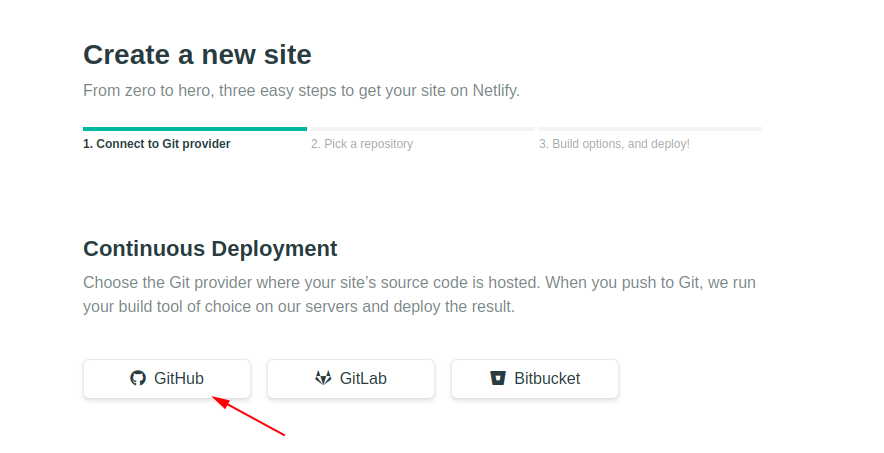 Create a new site
From zero to hero, three easy steps to get your site on Netlify.
1. Connect to Git provider
2. Pick a repository
3. Build options, and deploy!
Continuous Deployment
Choose the Git provider where your site’s source code is hosted. When you push to Git, we run
your build tool of choice on our servers and deploy the result.
GitHub
GitLab
Bitbucket